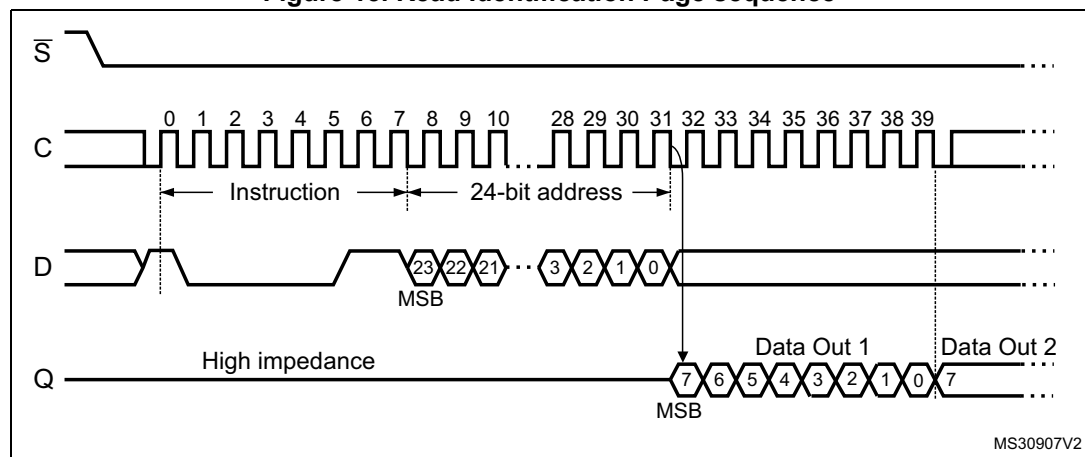 Figure 18. Read Identification Page sequence
S
0 1 2 3 4 5 6 7 8 9 10 28 29 30 31 32 33 34 35 36 37 38 39
C
Instruction 24-bit address
D 23 22 21 3 2 1 0
MSB
High impedance Data Out 1 Data Out 2
Q 7 6 5 4 3 2 1 0 7
MSB
MS30907V2